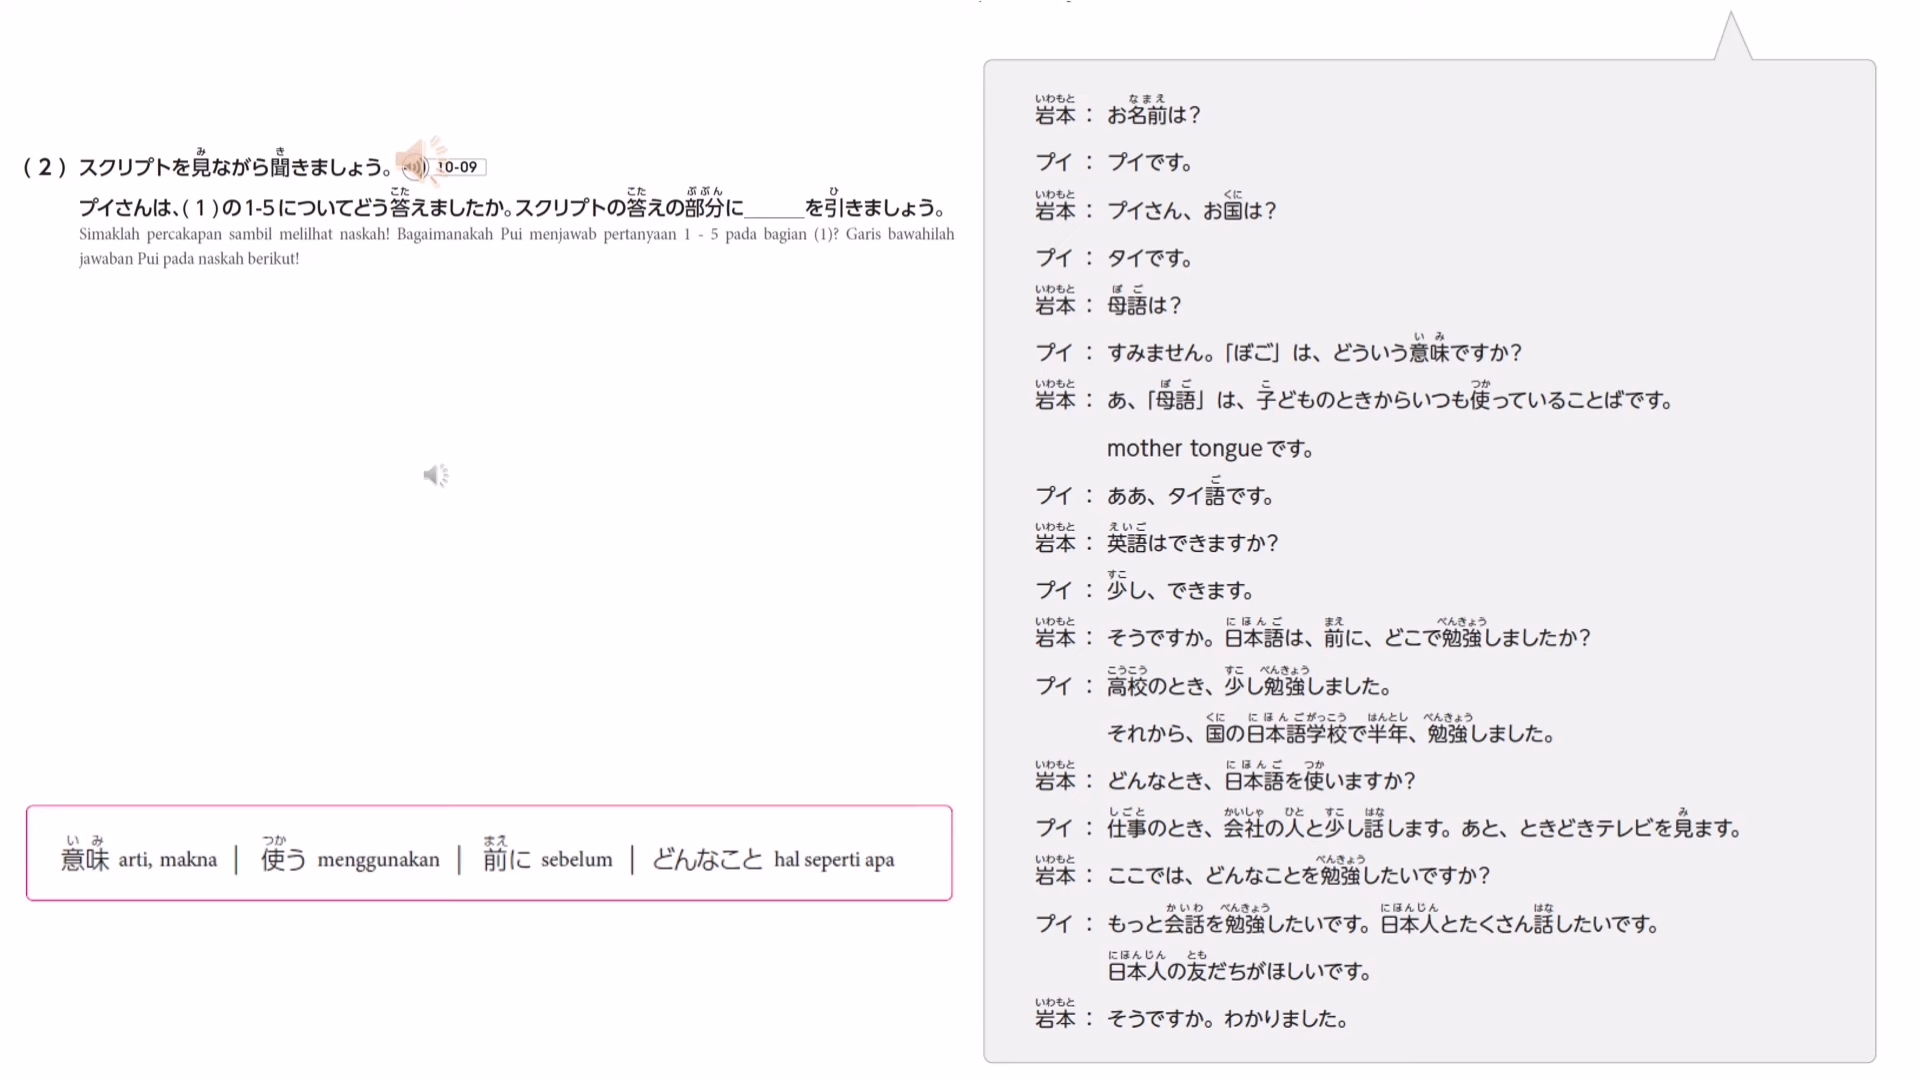 (2) スクリプトを見ながら聞きましょう。 10-09
プイさんは、(1)の1-5についてどう答えましたか。スクリプトの答えの部分に______を引きましょう。
Simaklah percakapan sambil melilhat naskah! Bagaimanakah Pui menjawab pertanyaan 1 - 5 pada bagian (1)? Garis bawahilah
jawaban Pui pada naskah berikut!
意味 arti, makna | 使う menggunakan | 前に sebelum | どんなこと hal seperti apa
岩本：お名前は？
プイ：プイです。
岩本：プイさん、お国は？
プイ：タイです。
岩本：母語は？
プイ：すみません。「ぼご」は、どういう意味ですか？
岩本：あ、「母語」は、子どものときからいつも使っていることばです。
mother tongueです。
プイ：ああ、タイ語です。
岩本：英語はできますか？
プイ：少し、できます。
岩本：そうですか。日本語は、前に、どこで勉強しましたか？
プイ：高校のとき、少し勉強しました。
それから、国の日本語学校で半年、勉強しました。
岩本：どんなとき、日本語を使いますか？
プイ：仕事のとき、会社の人と少し話します。あと、ときどきテレビを見ます。
岩本：ここでは、どんなことを勉強したいですか？
プイ：もっと会話を勉強したいです。日本人とたくさん話したいです。
日本人の友だちがほしいです。
岩本：そうですか。わかりました。